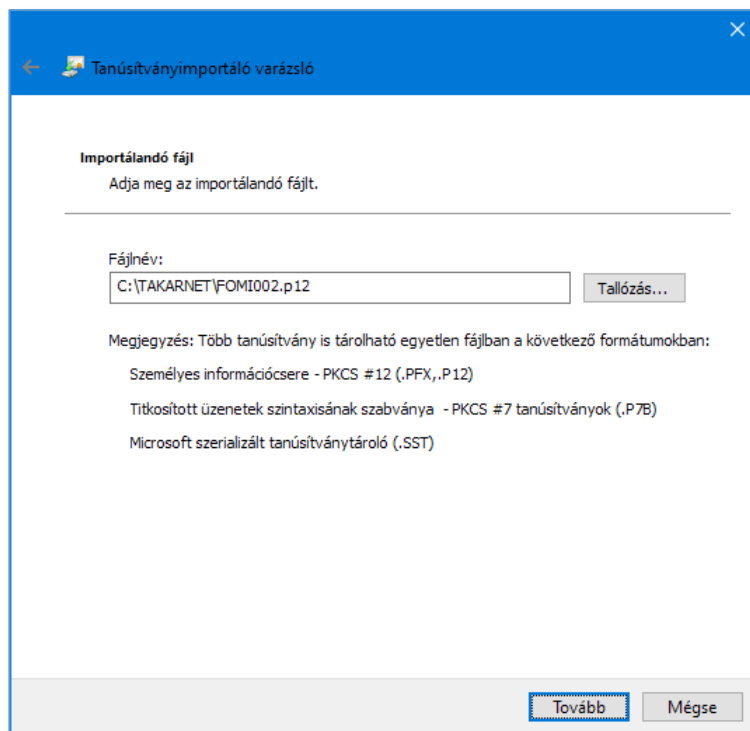 Tanúsítványimportáló varázsló
Importálandó fájl
Adja meg az importálandó fájlt.
Fájlnév:
C:\TAKARNET\FOMI002.p12
Tallózás...
Megjegyzés: Több tanúsítvány is tárolható egyetlen fájlban a következő formátumokban:
Személyes információcsere - PKCS #12 (.PFX,.P12)
Titkosított üzenetek szintaxisának szabványa - PKCS #7 tanúsítványok (.P7B)
Microsoft szerializált tanúsítványtároló (.SST)
Tovább
Mégse